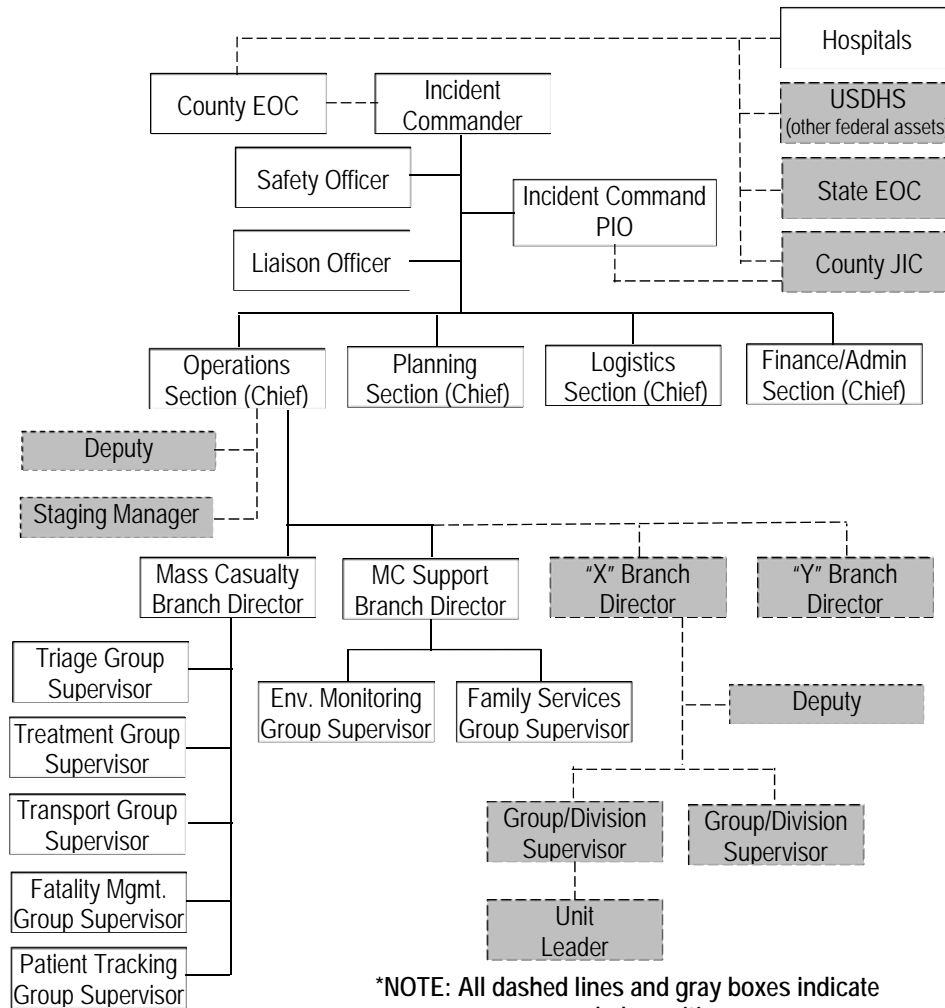 Hospitals
County EOC
Incident
Commander
USDHS
(other federal assets)
Safety Officer
Incident Command
PIO
State EOC
Liaison Officer
County JIC
Operations
Section (Chief)
Planning
Section (Chief)
Logistics
Section (Chief)
Finance/Admin
Section (Chief)
Deputy
Staging Manager
Mass Casualty
Branch Director
MC Support
Branch Director
“X” Branch
Director
“Y” Branch
Director
Triage Group
Supervisor
Env. Monitoring
Group Supervisor
Family Services
Group Supervisor
Deputy
Treatment Group
Supervisor
Transport Group
Supervisor
Group/Division
Supervisor
Group/Division
Supervisor
Fatality Mgmt.
Group Supervisor
Unit
Leader
Patient Tracking
Group Supervisor
*NOTE: All dashed lines and gray boxes indicate